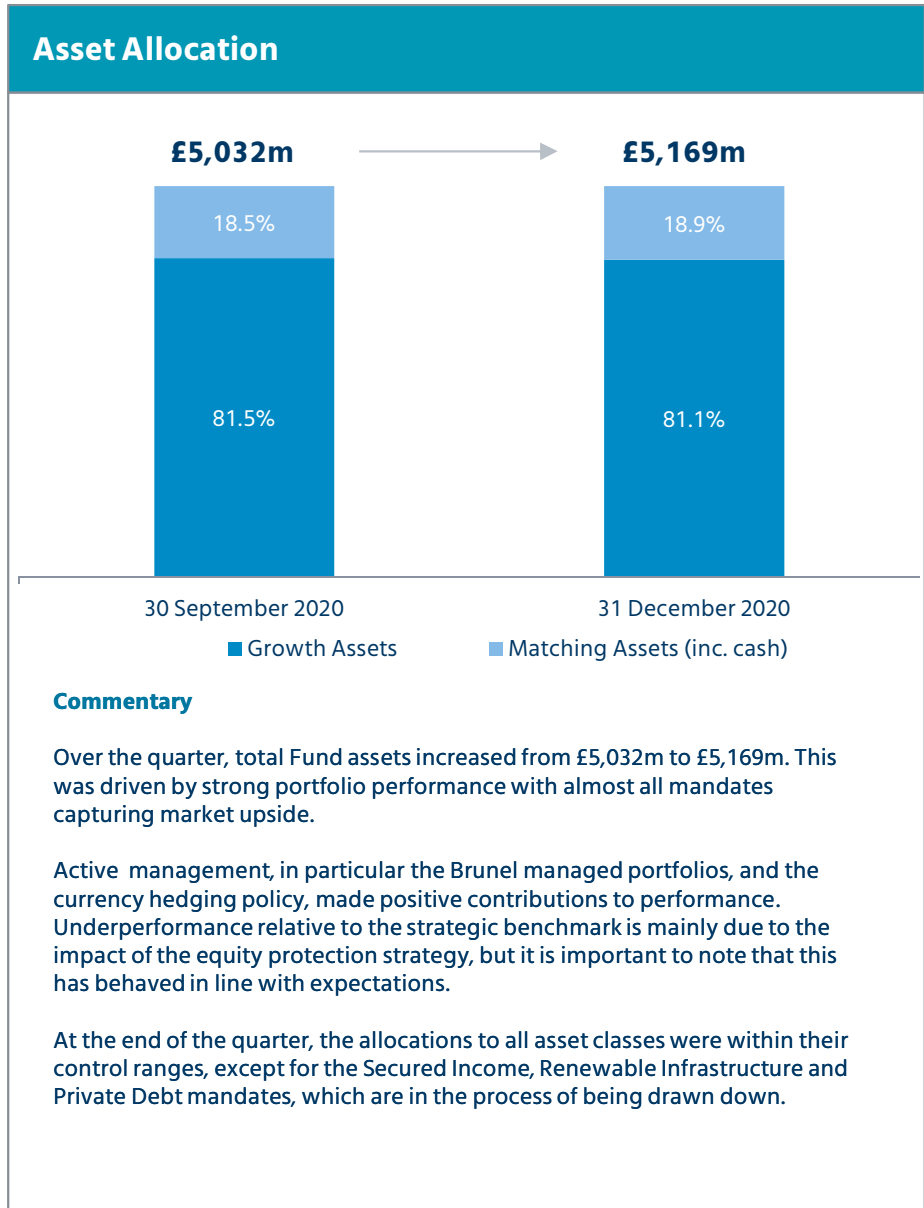 Asset Allocation
£5,032m
£5,169m
18.5%
18.9%
81.5%
81.1%
30 September 2020
31 December 2020
Growth Assets
Matching Assets (inc. cash)
Commentary
Over the quarter, total Fund assets increased from £5,032m to £5,169m. This
was driven by strong portfolio performance with almost all mandates
capturing market upside.
Active  management, in particular the Brunel managed portfolios, and the
currency hedging policy, made positive contributions to performance.
Underperformance relative to the strategic benchmark is mainly due to the
impact of the equity protection strategy, but it is important to note that this
has behaved in line with expectations.
At the end of the quarter, the allocations to all asset classes were within their
control ranges, except for the Secured Income, Renewable Infrastructure and
Private Debt mandates, which are in the process of being drawn down.